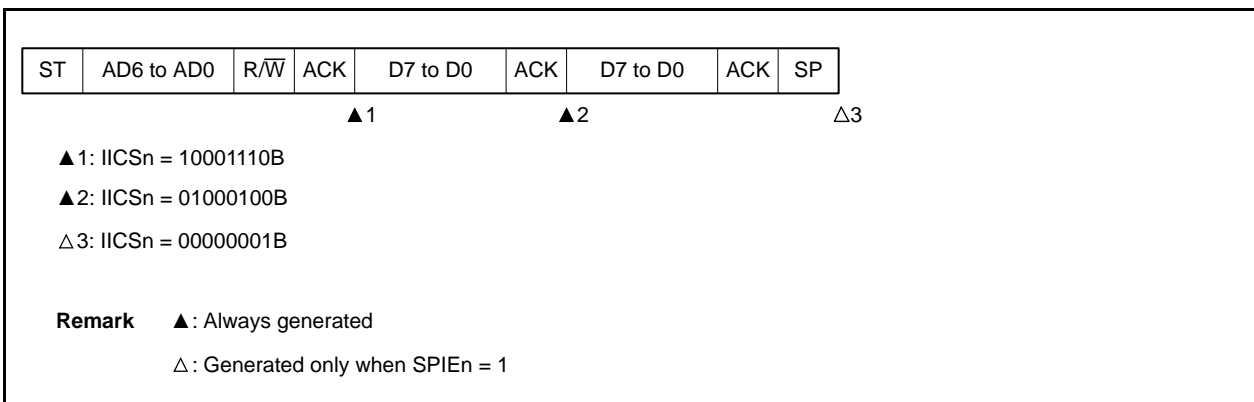 ST AD6 to AD0 R/W̅ ACK D7 to D0 ACK D7 to D0 ACK SP
▲1 ▲2 △3
▲1: IICSn = 10001110B
▲2: IICSn = 01000100B
△3: IICSn = 00000001B
Remark ▲: Always generated
△: Generated only when SPIEn = 1